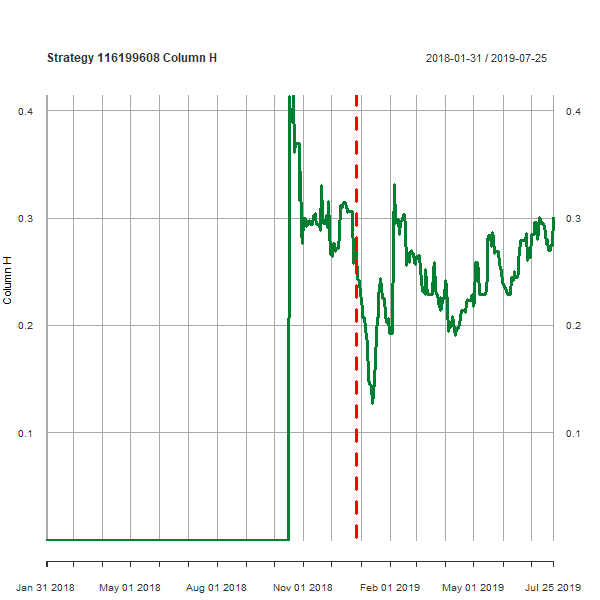 Strategy 116199608 Column H
2018-01-31 / 2019-07-25
0.4
0.4
0.3
0.3
Column H
0.2
0.2
0.1
0.1
Jan 31 2018
May 01 2018
Aug 01 2018
Nov 01 2018
Feb 01 2019
May 01 2019
Jul 25 2019